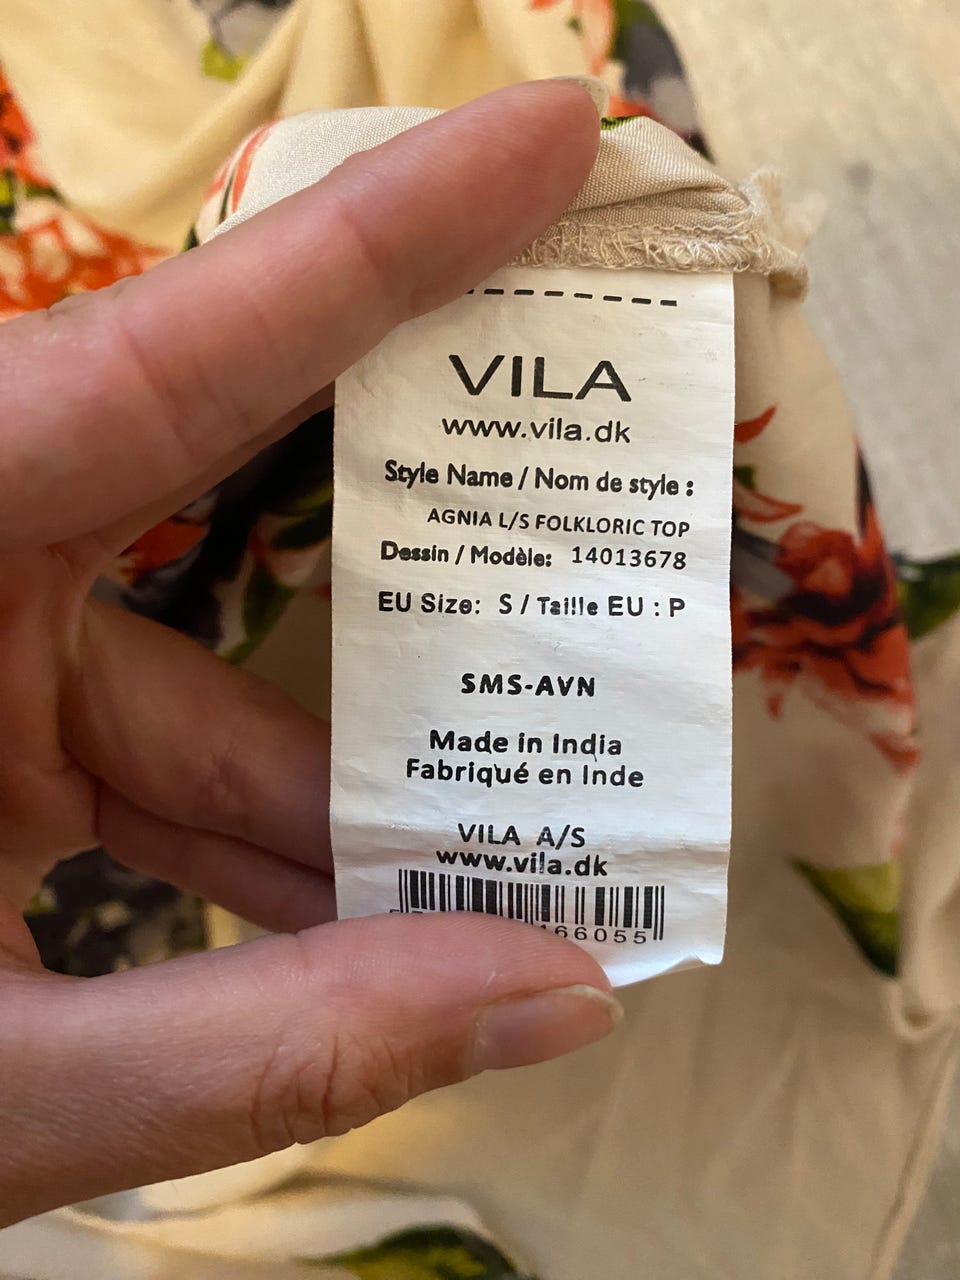 VILA
www.vila.dk
Style Name / Nom de style :
AGNIA L/S FOLKLORIC TOP
Dessin / Modèle: 14013678
EU Size: S / Taille EU : P
SMS-AVN
Made in India
Fabriqué en Inde
VILA A/S
www.vila.dk
66055